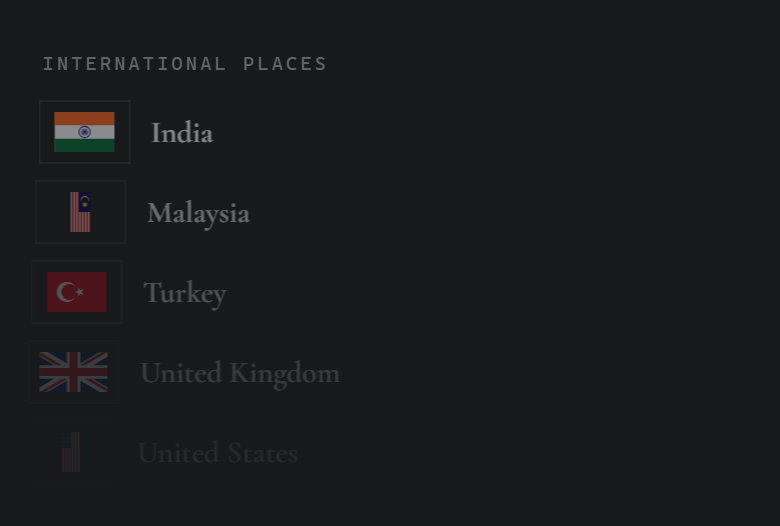 INTERNATIONAL PLACES
India
Malaysia
Turkey
United Kingdom
United States